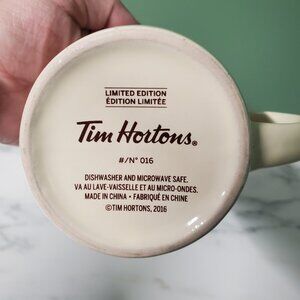 LIMITED EDITION
ÉDITION LIMITÉE
Tim Hortons®
#/N° 016
DISHWASHER AND MICROWAVE SAFE.
VA AU LAVE-VAISSELLE ET AU MICRO-ONDES.
MADE IN CHINA • FABRIQUÉ EN CHINE
©TIM HORTONS, 2016